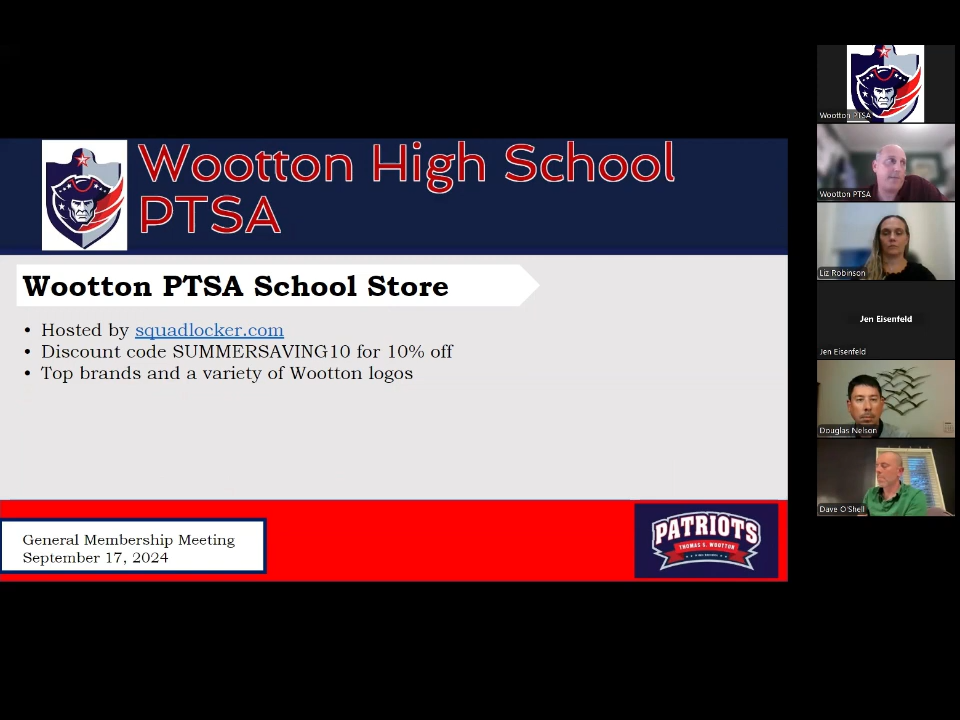 Wootton High School
PTSA
Wootton PTSA School Store
• Hosted by squadlocker.com
• Discount code SUMMERSAVING10 for 10% off
• Top brands and a variety of Wootton logos
General Membership Meeting
September 17, 2024
PATRIOTS
THOMAS S. WOOTTON
Wootton PTSA
Wootton PTSA
Liz Robinson
Jen Eisenfeld
Jen Eisenfeld
Douglas Nelson
Dave O'Shell